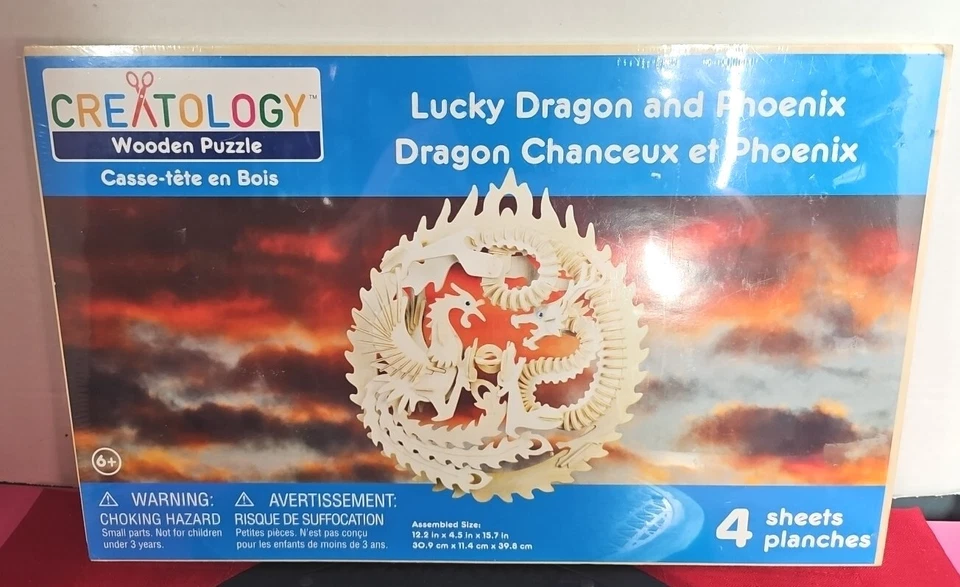 CREATOLOGY™
Wooden Puzzle
Casse-tête en Bois
Lucky Dragon and Phoenix
Dragon Chanceux et Phoenix
6+
WARNING:
CHOKING HAZARD
Small parts. Not for children
under 3 years.
AVERTISSEMENT:
RISQUE DE SUFFOCATION
Petites pièces. N'est pas conçu
pour les enfants de moins de 3 ans.
Assembled Size:
12.2 in x 4.5 in x 15.7 in
30.9 cm x 11.4 cm x 39.8 cm
4 sheets
planches